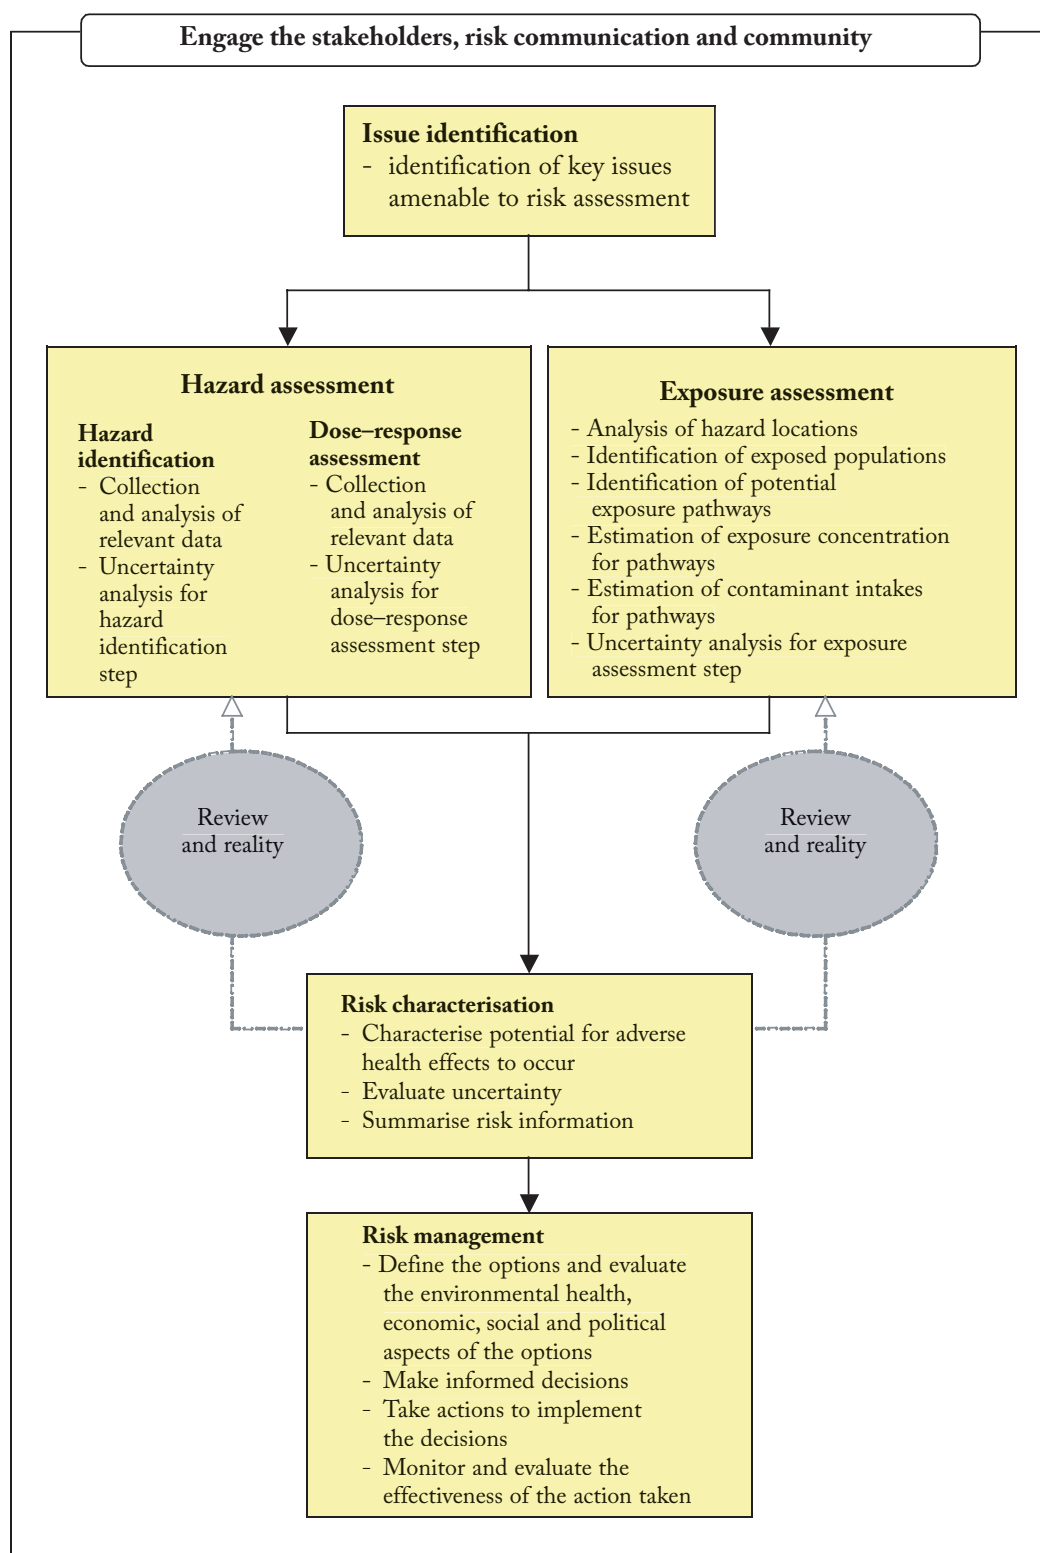 Engage the stakeholders, risk communication and community
Issue identification
- identification of key issues
amenable to risk assessment
Hazard assessment
Hazard
identification
- Collection
and analysis of
relevant data
- Uncertainty
analysis for
hazard
identification
step
Dose–response
assessment
- Collection
and analysis of
relevant data
- Uncertainty
analysis for
dose–response
assessment step
Exposure assessment
- Analysis of hazard locations
- Identification of exposed populations
- Identification of potential
exposure pathways
- Estimation of exposure concentration
for pathways
- Estimation of contaminant intakes
for pathways
- Uncertainty analysis for exposure
assessment step
Review
and reality
Review
and reality
Risk characterisation
- Characterise potential for adverse
health effects to occur
- Evaluate uncertainty
- Summarise risk information
Risk management
- Define the options and evaluate
the environmental health,
economic, social and political
aspects of the options
- Make informed decisions
- Take actions to implement
the decisions
- Monitor and evaluate the
effectiveness of the action taken